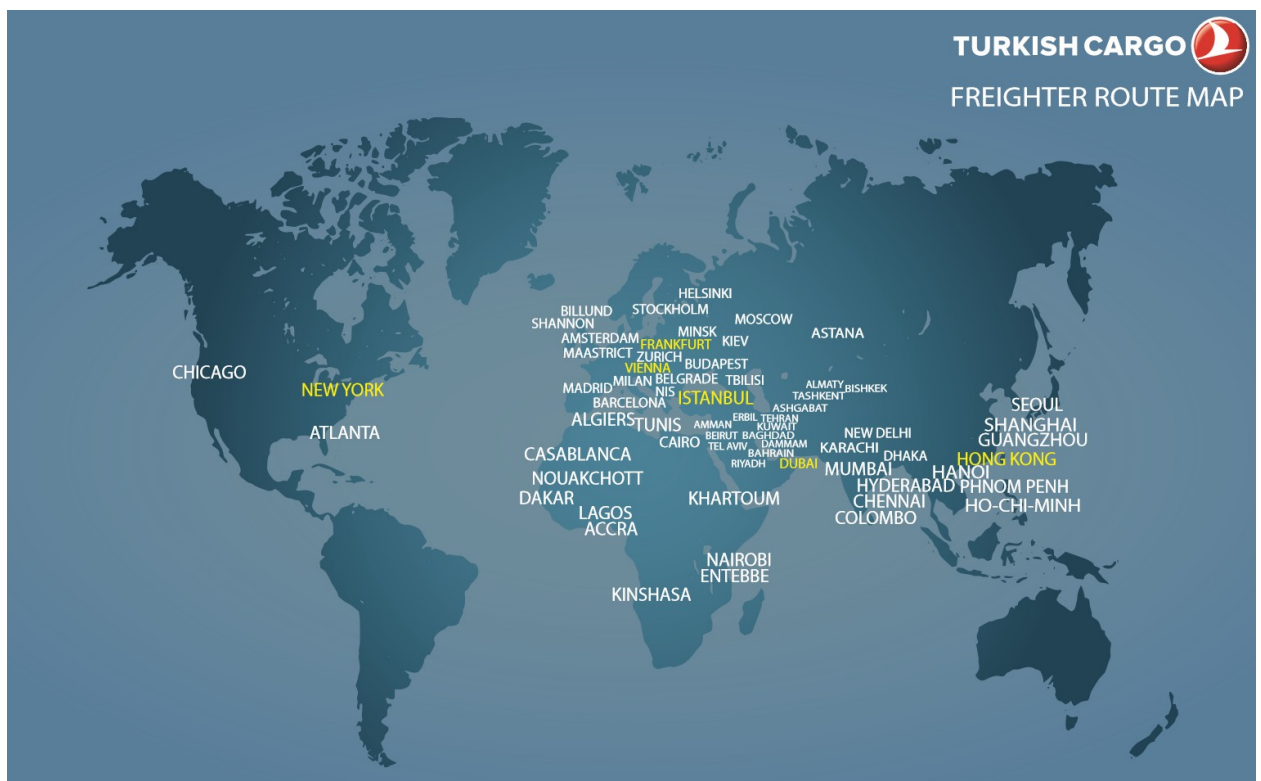 TURKISH CARGO
FREIGHTER ROUTE MAP
HELSINKI
BILLUND
STOCKHOLM
SHANNON
MOSCOW
AMSTERDAM
MINSK
ASTANA
FRANKFURT
KIEV
MAASTRICT
ZURICH
VIENNA
BUDAPEST
CHICAGO
NEW YORK
MADRID
MILAN
BELGRADE
TBILISI
ALMATY
BISHKEK
NIS
ISTANBUL
TASHKENT
BARCELONA
ASHGABAT
SEOUL
ALGIERS
TUNIS
AMMAN
ERBIL
TEHRAN
KUWAIT
SHANGHAI
ATLANTA
CAIRO
BEIRUT
BAGHDAD
NEW DELHI
GUANGZHOU
TEL AVIV
DAMMAM
KARACHI
CASABLANCA
BAHRAIN
DHAKA
HONG KONG
RIYADH
DUBAI
MUMBAI
HANOI
NOUAKCHOTT
HYDERABAD
PHNOM PENH
DAKAR
KHARTOUM
CHENNAI
HO-CHI-MINH
LAGOS
COLOMBO
ACCRA
NAIROBI
ENTEBBE
KINSHASA